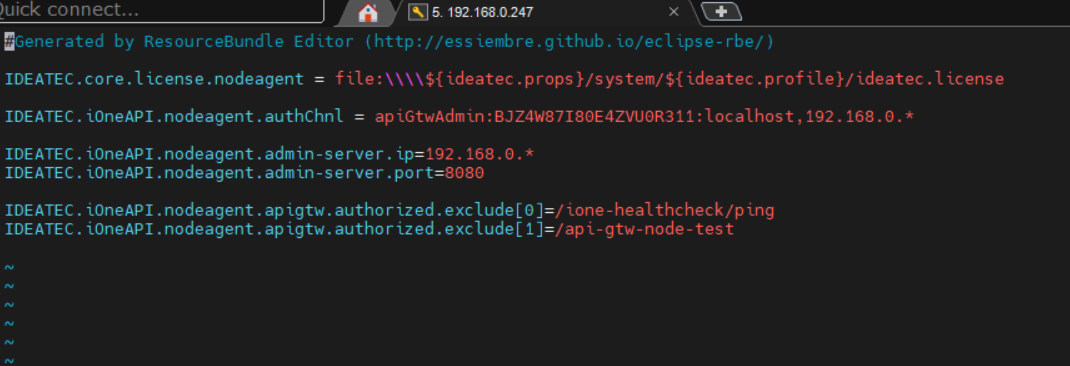 Quick connect...
5. 192.168.0.247
#Generated by ResourceBundle Editor (http://essiembre.github.io/eclipse-rbe/)
IDEATEC.core.license.nodeagent = file:\\\\${ideatec.props}/system/${ideatec.profile}/ideatec.license
IDEATEC.iOneAPI.nodeagent.authChnl = apiGtwAdmin:BJZ4W87I80E4ZVU0R311:localhost,192.168.0.*
IDEATEC.iOneAPI.nodeagent.admin-server.ip=192.168.0.*
IDEATEC.iOneAPI.nodeagent.admin-server.port=8080
IDEATEC.iOneAPI.nodeagent.apigtw.authorized.exclude[0]=/ione-healthcheck/ping
IDEATEC.iOneAPI.nodeagent.apigtw.authorized.exclude[1]=/api-gtw-node-test
~
~
~
~
~
~